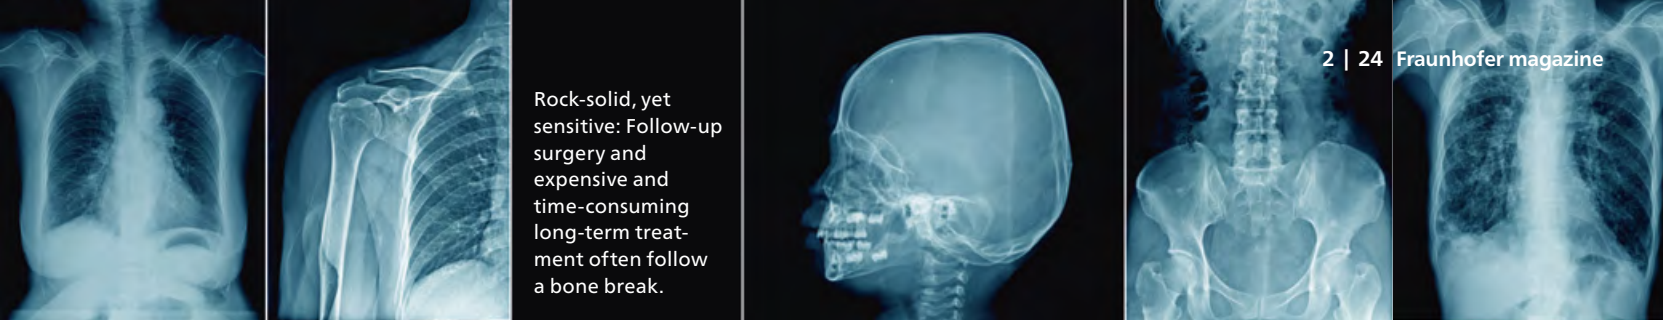 2 | 24 Fraunhofer magazine
Rock-solid, yet
sensitive: Follow-up
surgery and
expensive and
time-consuming
long-term treat-
ment often follow
a bone break.